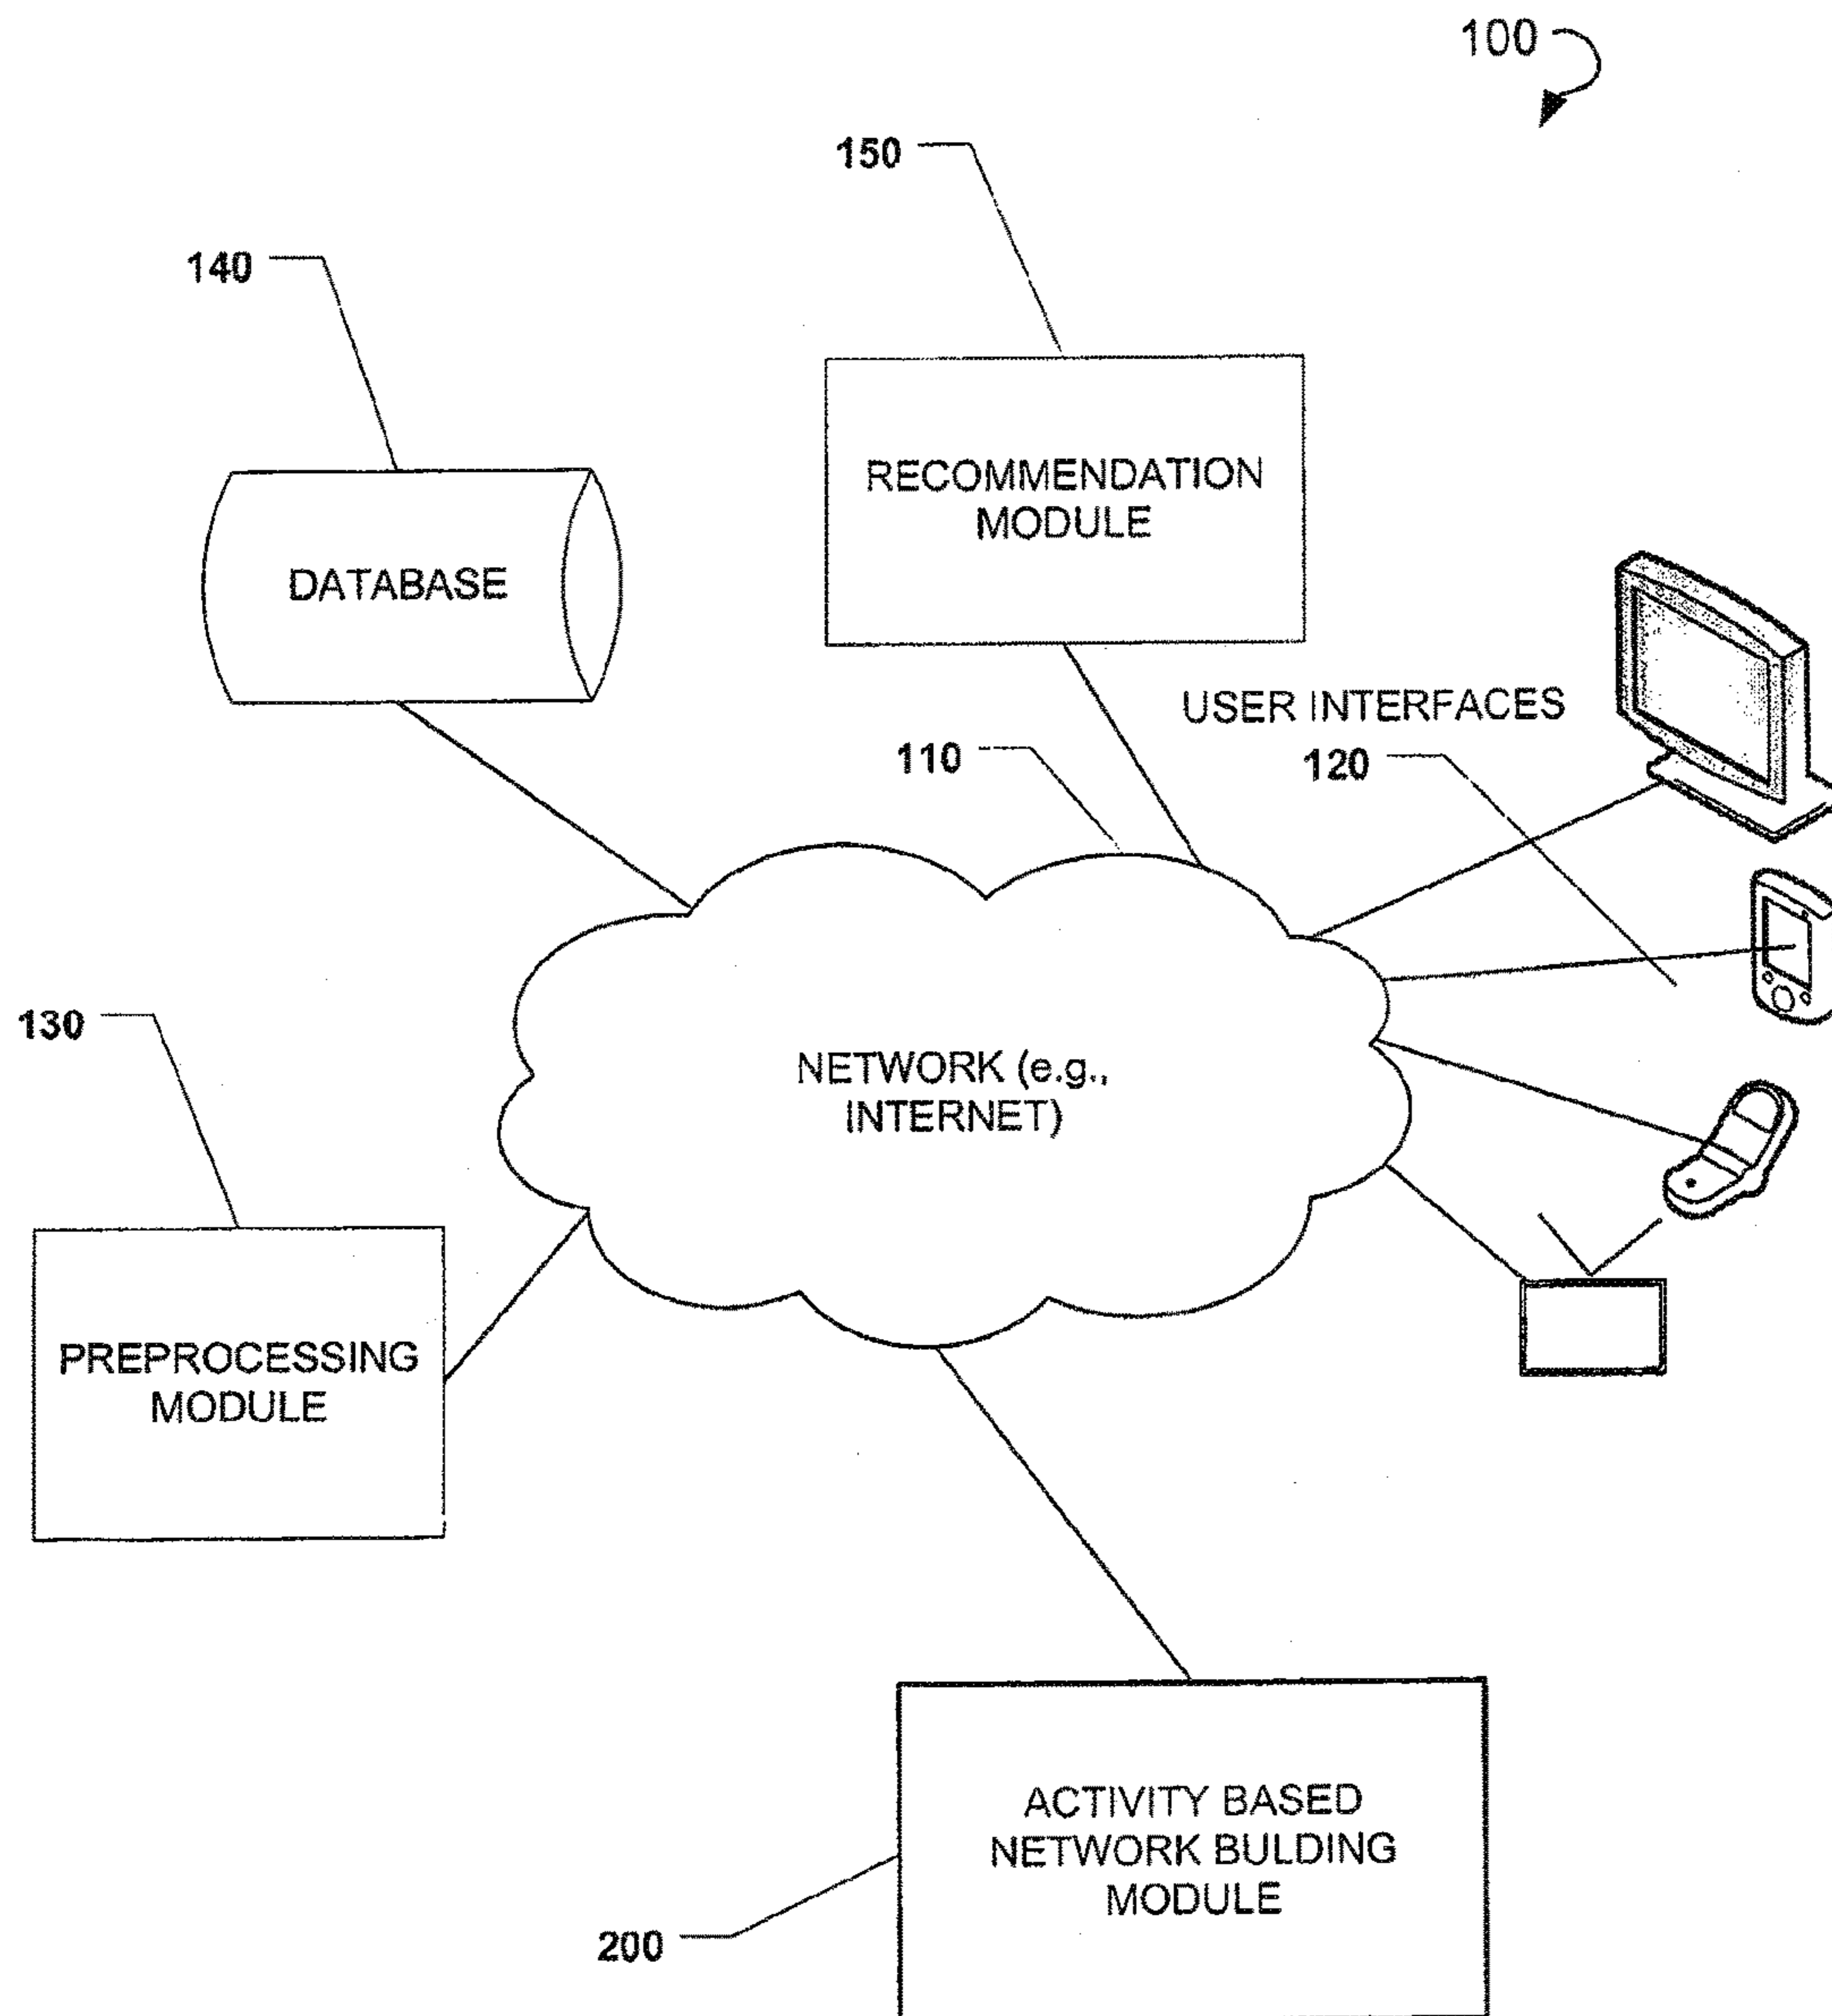 100
150
140
RECOMMENDATION
MODULE
DATABASE
USER INTERFACES
110
120
130
NETWORK (e.g.,
INTERNET)
PREPROCESSING
MODULE
ACTIVITY BASED
NETWORK BULDING
MODULE
200